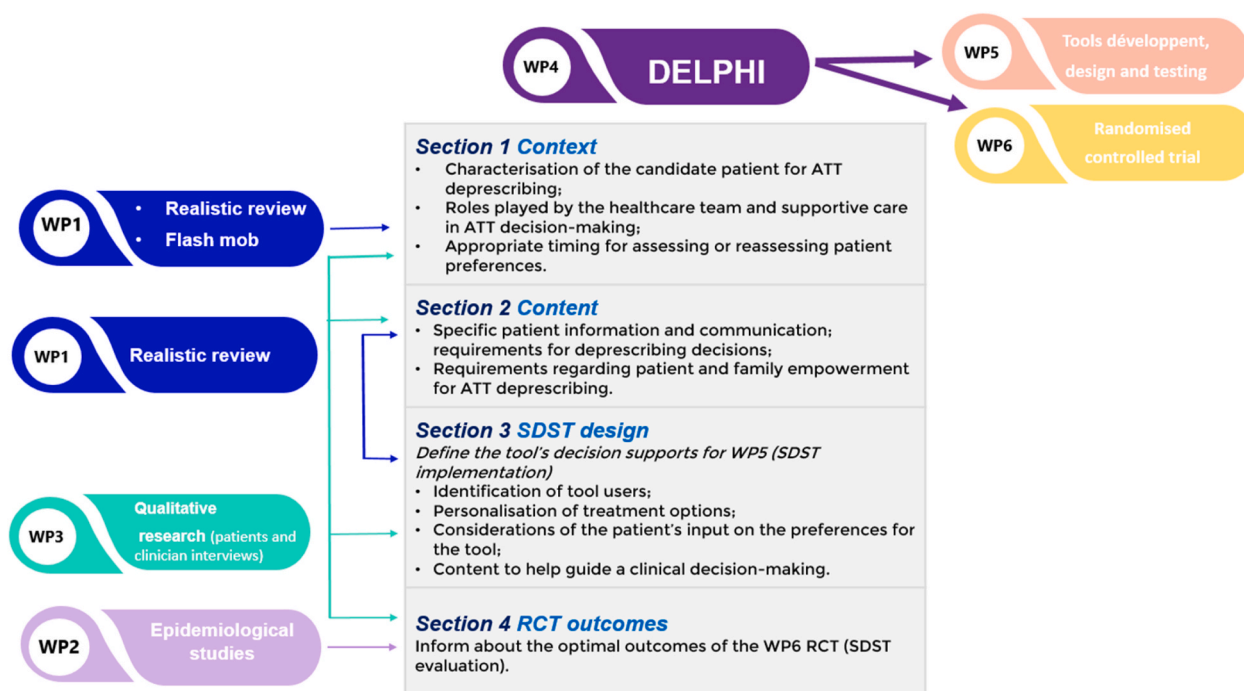 WP4
DELPHI
WP5
Tools développent,
design and testing
WP6
Randomised
controlled trial
WP1
• Realistic review
• Flash mob
WP1
Realistic review
WP3
Qualitative
research (patients and
clinician interviews)
WP2
Epidemiological
studies
Section 1 Context
• Characterisation of the candidate patient for ATT
deprescribing;
• Roles played by the healthcare team and supportive care
in ATT decision-making;
• Appropriate timing for assessing or reassessing patient
preferences.
Section 2 Content
• Specific patient information and communication;
requirements for deprescribing decisions;
• Requirements regarding patient and family empowerment
for ATT deprescribing.
Section 3 SDST design
Define the tool's decision supports for WP5 (SDST
implementation)
• Identification of tool users;
• Personalisation of treatment options;
• Considerations of the patient's input on the preferences for
the tool;
• Content to help guide a clinical decision-making.
Section 4 RCT outcomes
Inform about the optimal outcomes of the WP6 RCT (SDST
evaluation).